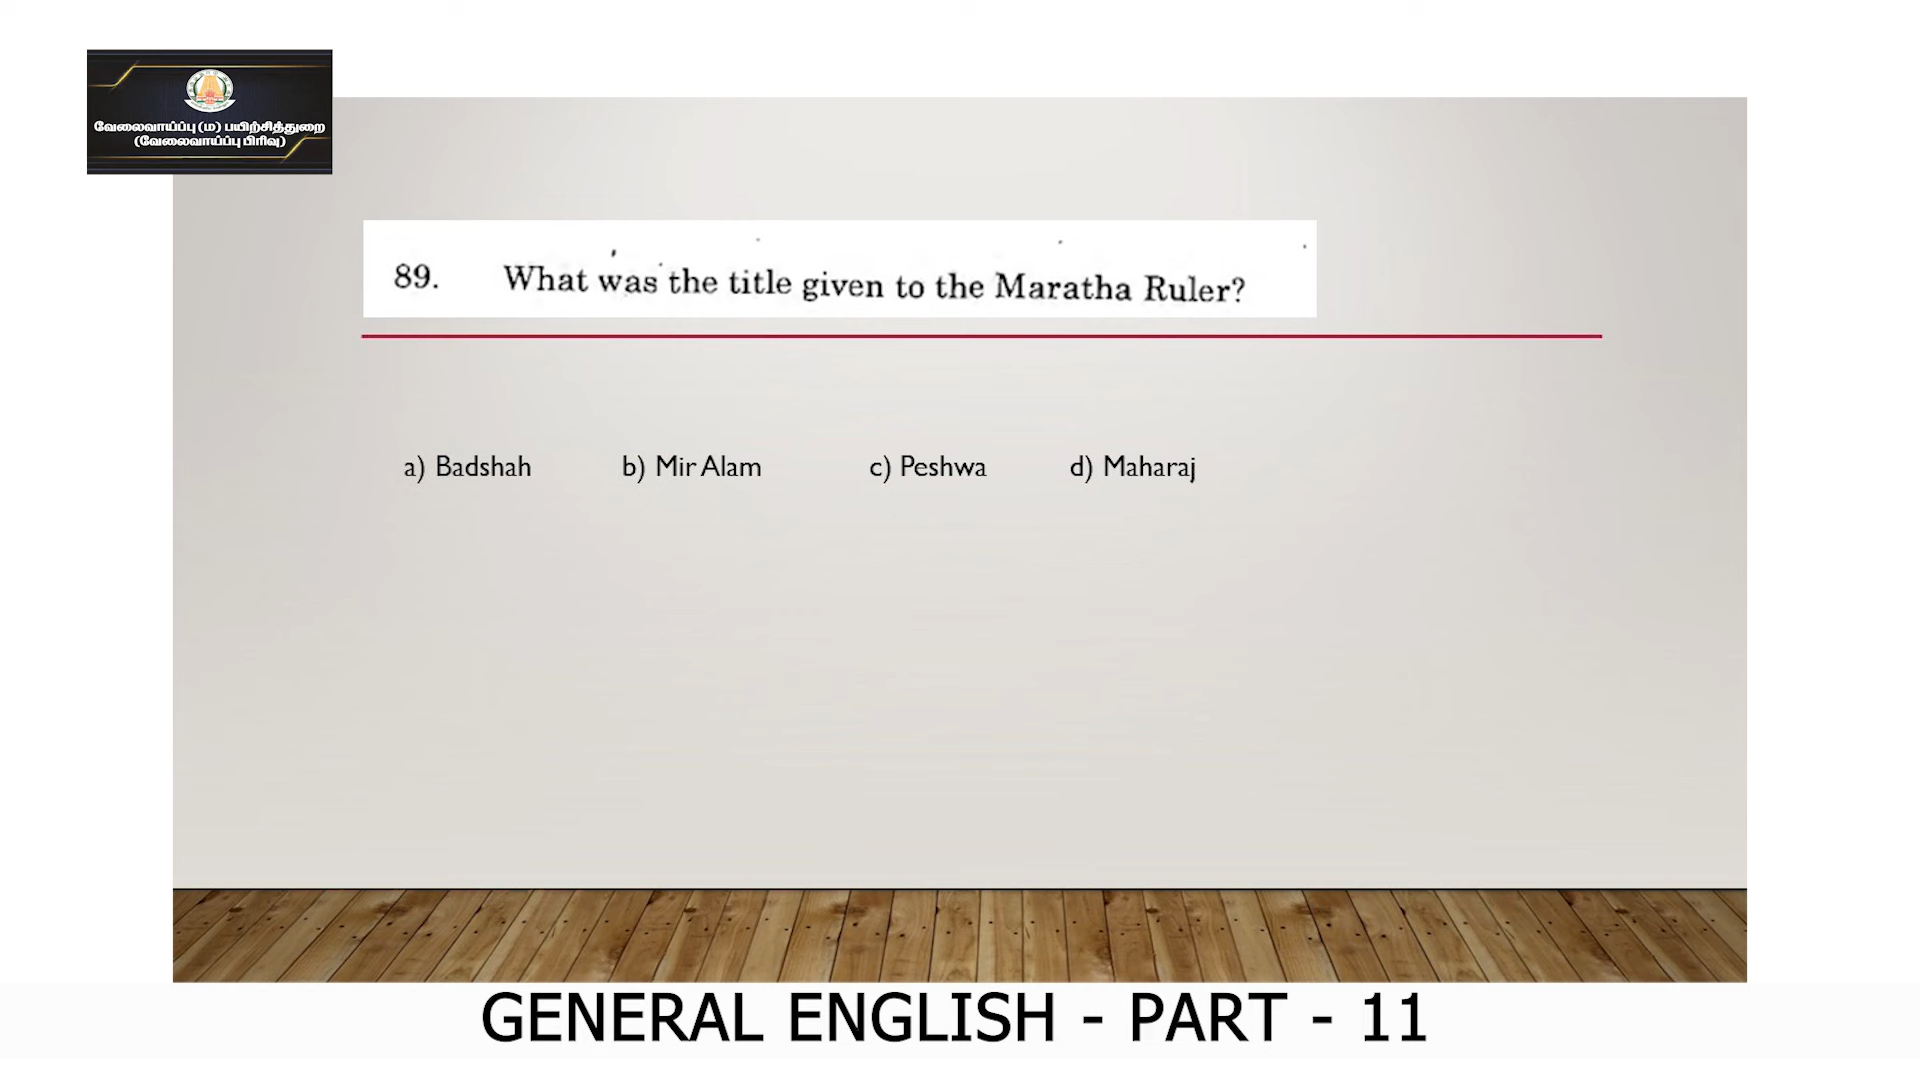 வேலைவாய்ப்பு (ம) பயிற்சித்துறை
(வேலைவாய்ப்பு பிரிவு)
89. What was the title given to the Maratha Ruler?
a) Badshah b) Mir Alam c) Peshwa d) Maharaj
GENERAL ENGLISH - PART - 11